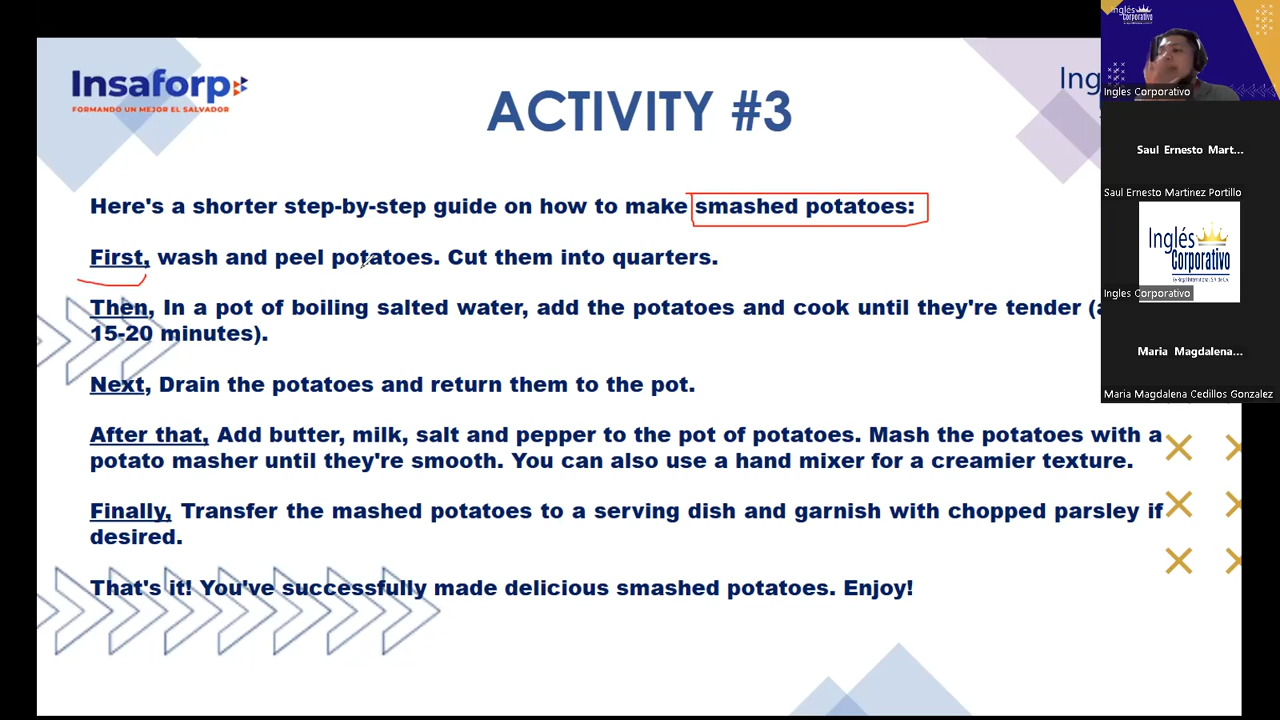 Insaforp
FORMANDO UN MEJOR EL SALVADOR
ACTIVITY #3
Here's a shorter step-by-step guide on how to make smashed potatoes:
First, wash and peel potatoes. Cut them into quarters.
Then, In a pot of boiling salted water, add the potatoes and cook until they're tender
15-20 minutes).
Next, Drain the potatoes and return them to the pot.
After that, Add butter, milk, salt and pepper to the pot of potatoes. Mash the potatoes with a
potato masher until they're smooth. You can also use a hand mixer for a creamier texture.
Finally, Transfer the mashed potatoes to a serving dish and garnish with chopped parsley if
desired.
That's it! You've successfully made delicious smashed potatoes. Enjoy!
Inglés
Corporativo
Ingles Corporativo
Saul Ernesto Mart...
Saul Ernesto Martinez Portillo
Inglés
Corporativo
Ingles Corporativo
Maria Magdalena...
Maria Magdalena Cedillos Gonzalez